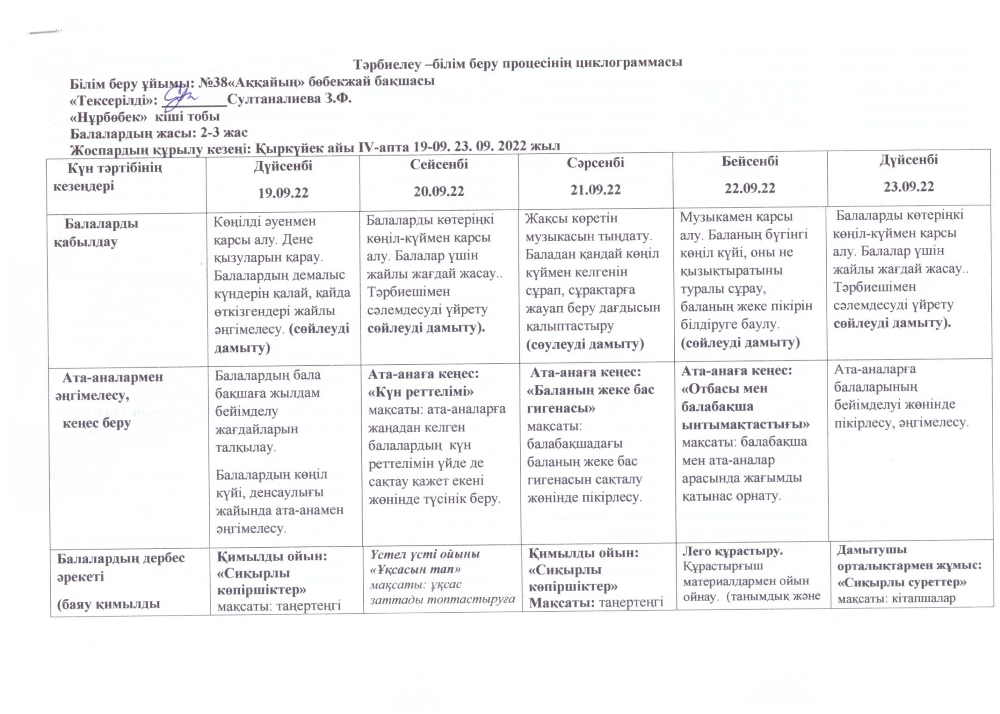 Тәрбиелеу –білім беру процесінің циклограммасы
Білім беру ұйымы: №38«Аққайың» бөбекжай бақшасы
«Тексерілді»: __________Султаналиева З.Ф.
«Нұрбөбек»  кіші тобы
Балалардың жасы: 2-3 жас
Жоспардың құрылу кезеңі: Қыркүйек айы IV-апта 19-09. 23. 09. 2022 жыл
Күн тәртібінің
кезеңдері
Дүйсенбі
19.09.22
Сейсенбі
20.09.22
Сәрсенбі
21.09.22
Бейсенбі
22.09.22
Дүйсенбі
23.09.22
Балаларды
қабылдау
Көңілді әуенмен
қарсы алу. Дене
қызуларын қарау.
Балалардың демалыс
күндерін қалай, қайда
өткізгендері жайлы
әңгімелесу. (сөйлеуді
дамыту)
Балаларды көтеріңкі
көңіл-күймен қарсы
алу. Балалар үшін
жайлы жағдай жасау..
Тәрбиешімен
сәлемдесуді үйрету
сөйлеуді дамыту).
Жақсы көретін
музыкасын тыңдату.
Баладан қандай көңіл
күймен келгенін
сұрап, сұрақтарға
жауап беру дағдысын
қалыптастыру
(сөулеуді дамыту)
Музыкамен қарсы
алу. Баланың бүгінгі
көңіл күйі, оны не
қызықтыратыны
туралы сұрау,
баланың жеке пікірін
білдіруге баулу.
(сөйлеуді дамыту)
Балаларды көтеріңкі
көңіл-күймен қарсы
алу. Балалар үшін
жайлы жағдай жасау..
Тәрбиешімен
сәлемдесуді үйрету
сөйлеуді дамыту).
Ата-аналармен
әңгімелесу,
кеңес беру
Балалардың бала
бақшаға жылдам
бейімделу
жағдайларын
талқылау.
Балалардың көңіл
күйі, денсаулығы
жайында ата-анамен
әңгімелесу.
Ата-анаға кеңес:
«Күн реттелімі»
мақсаты: ата-аналарға
жаңадан келген
балалардың  күн
реттелімін үйде де
сақтау қажет екені
жөнінде түсінік беру.
Ата-анаға кеңес:
«Баланың жеке бас
гигенасы»
мақсаты:
балабақшадағы
баланың жеке бас
гигенасын сақталу
жөнінде пікірлесу.
Ата-анаға кеңес:
«Отбасы мен
балабақша
ынтымақтастығы»
мақсаты: балабақша
мен ата-аналар
арасында жағымды
қатынас орнату.
Ата-аналарға
балаларының
бейімделуі жөнінде
пікірлесу, әңгімелесу.
Балалардың дербес
әрекеті
(баяу қимылды
Қимылды ойын:
«Сиқырлы
көпіршіктер»
мақсаты: таңертеңгі
Үстел үсті ойыны
«Ұқсасын тап»
мақсаты: ұқсас
заттады топтастыруға
Қимылды ойын:
«Сиқырлы
көпіршіктер»
Мақсаты: таңертеңгі
Лего құрастыру.
Құрастырғыш
материалдармен ойын
ойнау.  (танымдық және
Дамытушы
орталықтармен жұмыс:
«Сиқырлы суреттер»
мақсаты: кітапшалар